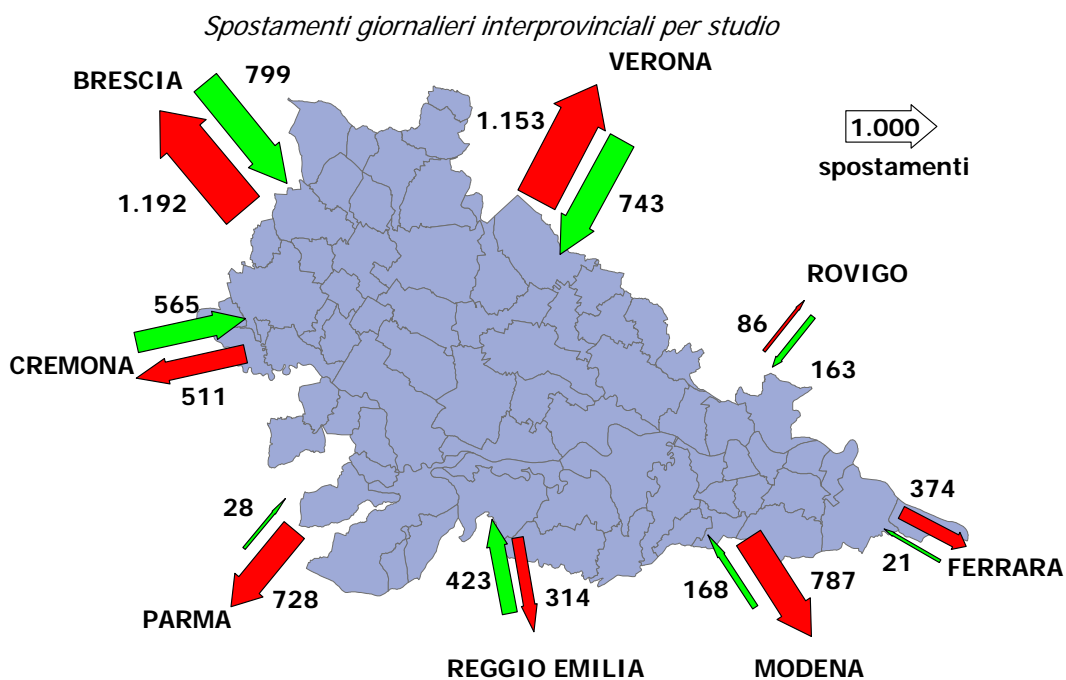 Spostamenti giornalieri interprovinciali per studio
BRESCIA
799
VERONA
1.153
1.000
spostamenti
1.192
743
ROVIGO
565
86
CREMONA
163
511
374
28
21
FERRARA
423
168
787
728
314
PARMA
REGGIO EMILIA
MODENA